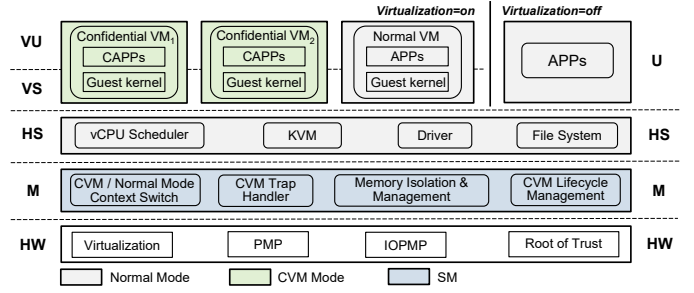 Virtualization=on Virtualization=off
VU
Confidential VM1
Confidential VM2
Normal VM
CAPPs
CAPPs
APPs
APPs
U
VS
Guest kernel
Guest kernel
Guest kernel
HS
vCPU Scheduler
KVM
Driver
File System
HS
M
CVM / Normal Mode
Context Switch
CVM Trap
Handler
Memory Isolation &
Management
CVM Lifecycle
Management
M
HW
Virtualization
PMP
IOPMP
Root of Trust
HW
Normal Mode
CVM Mode
SM